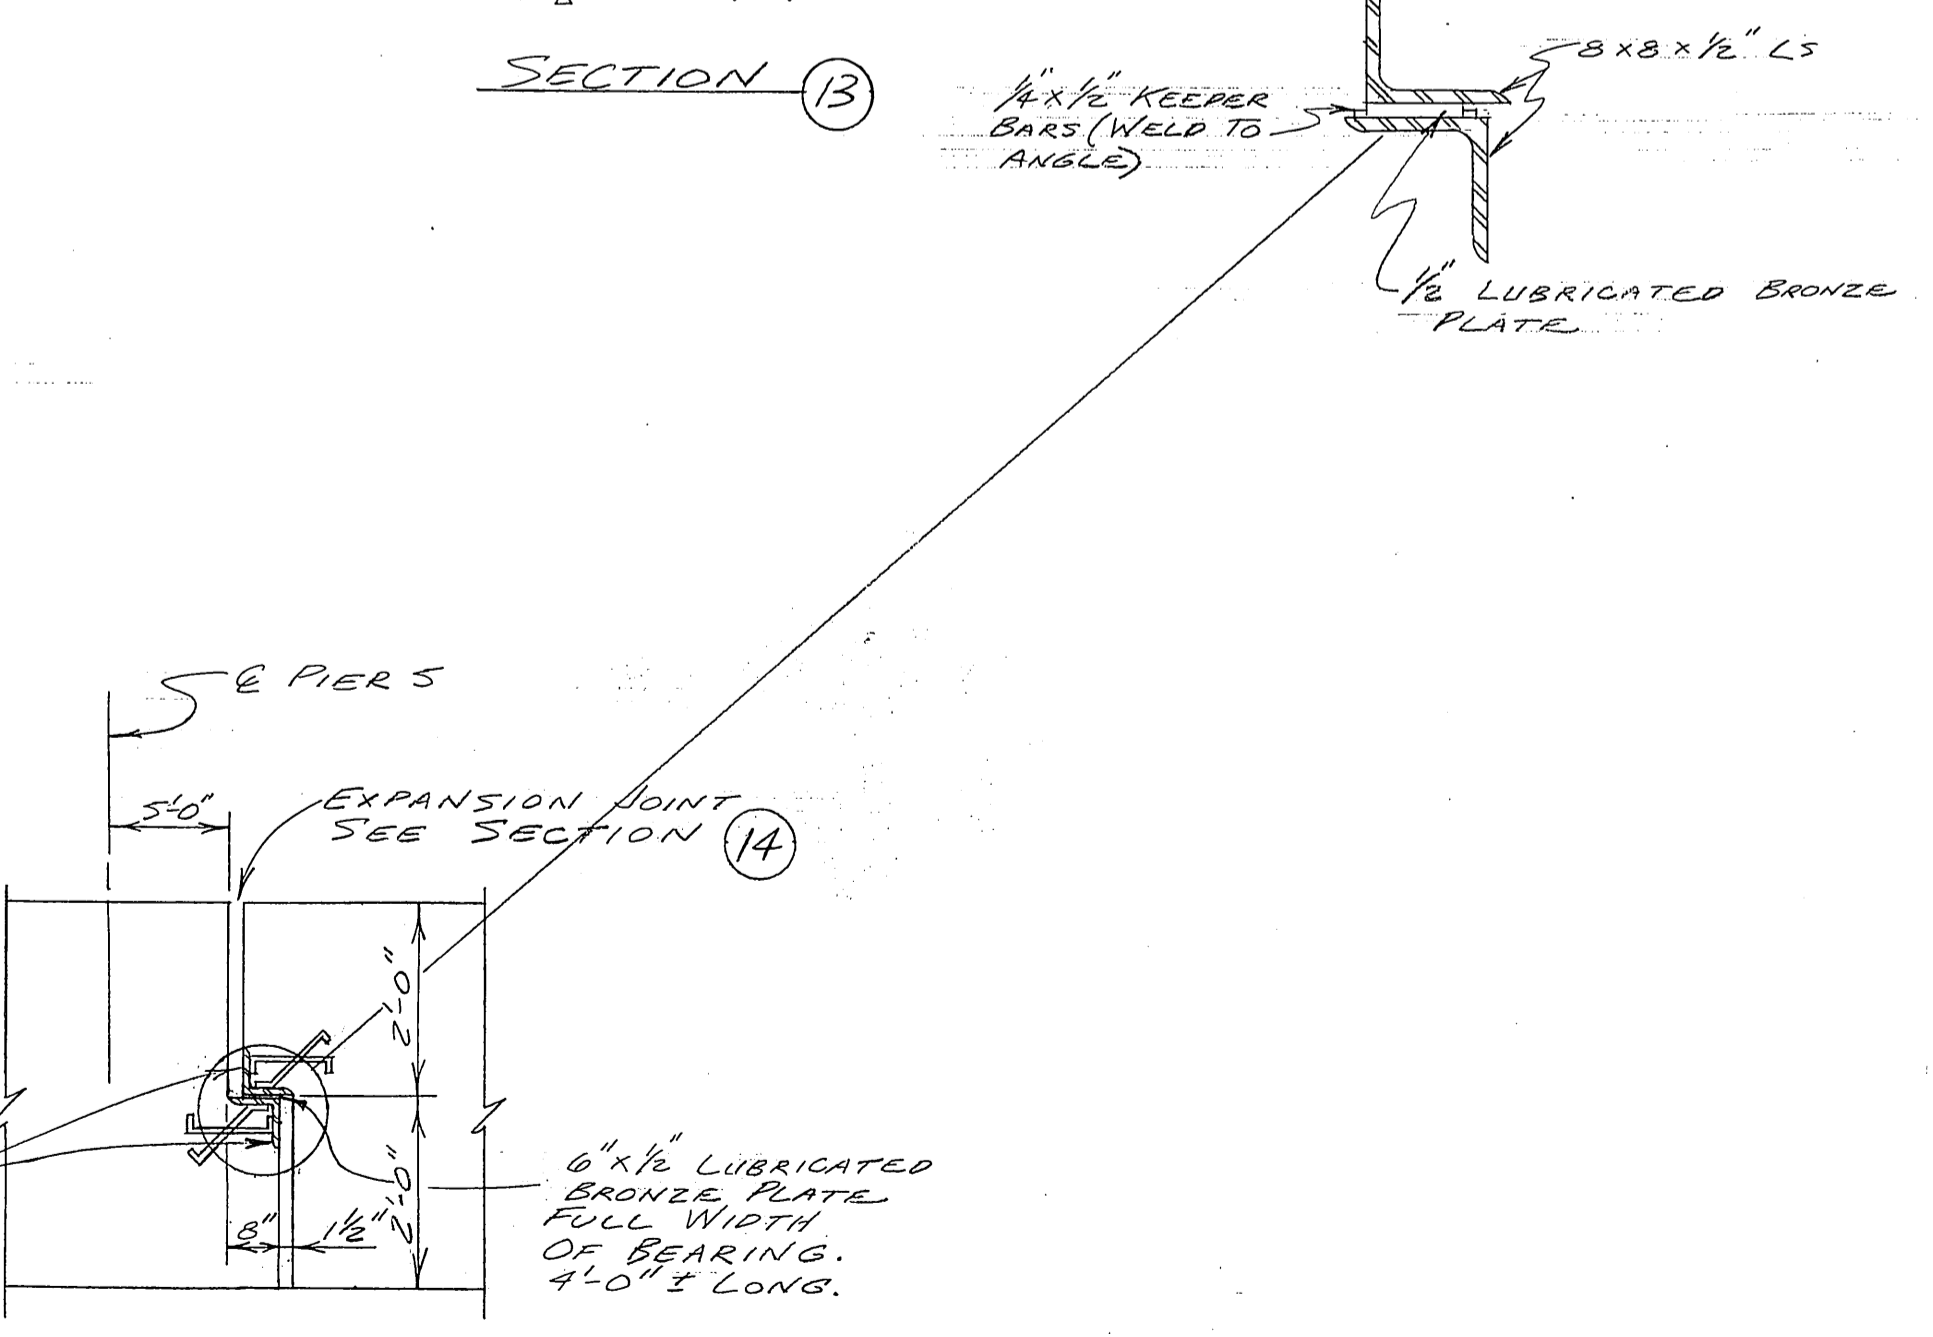 SECTION 13
1/4" x 1/2" KEEPER
BARS (WELD TO
ANGLE)
8 x 8 x 1/2" LS
1/2" LUBRICATED BRONZE
PLATE
℄ PIER 5
5'-0"
EXPANSION JOINT
SEE SECTION 14
2'-0"
2'-0"
8"
1 1/2"
6" x 1/2" LUBRICATED
BRONZE PLATE
FULL WIDTH
OF BEARING.
4'-0" ± LONG.